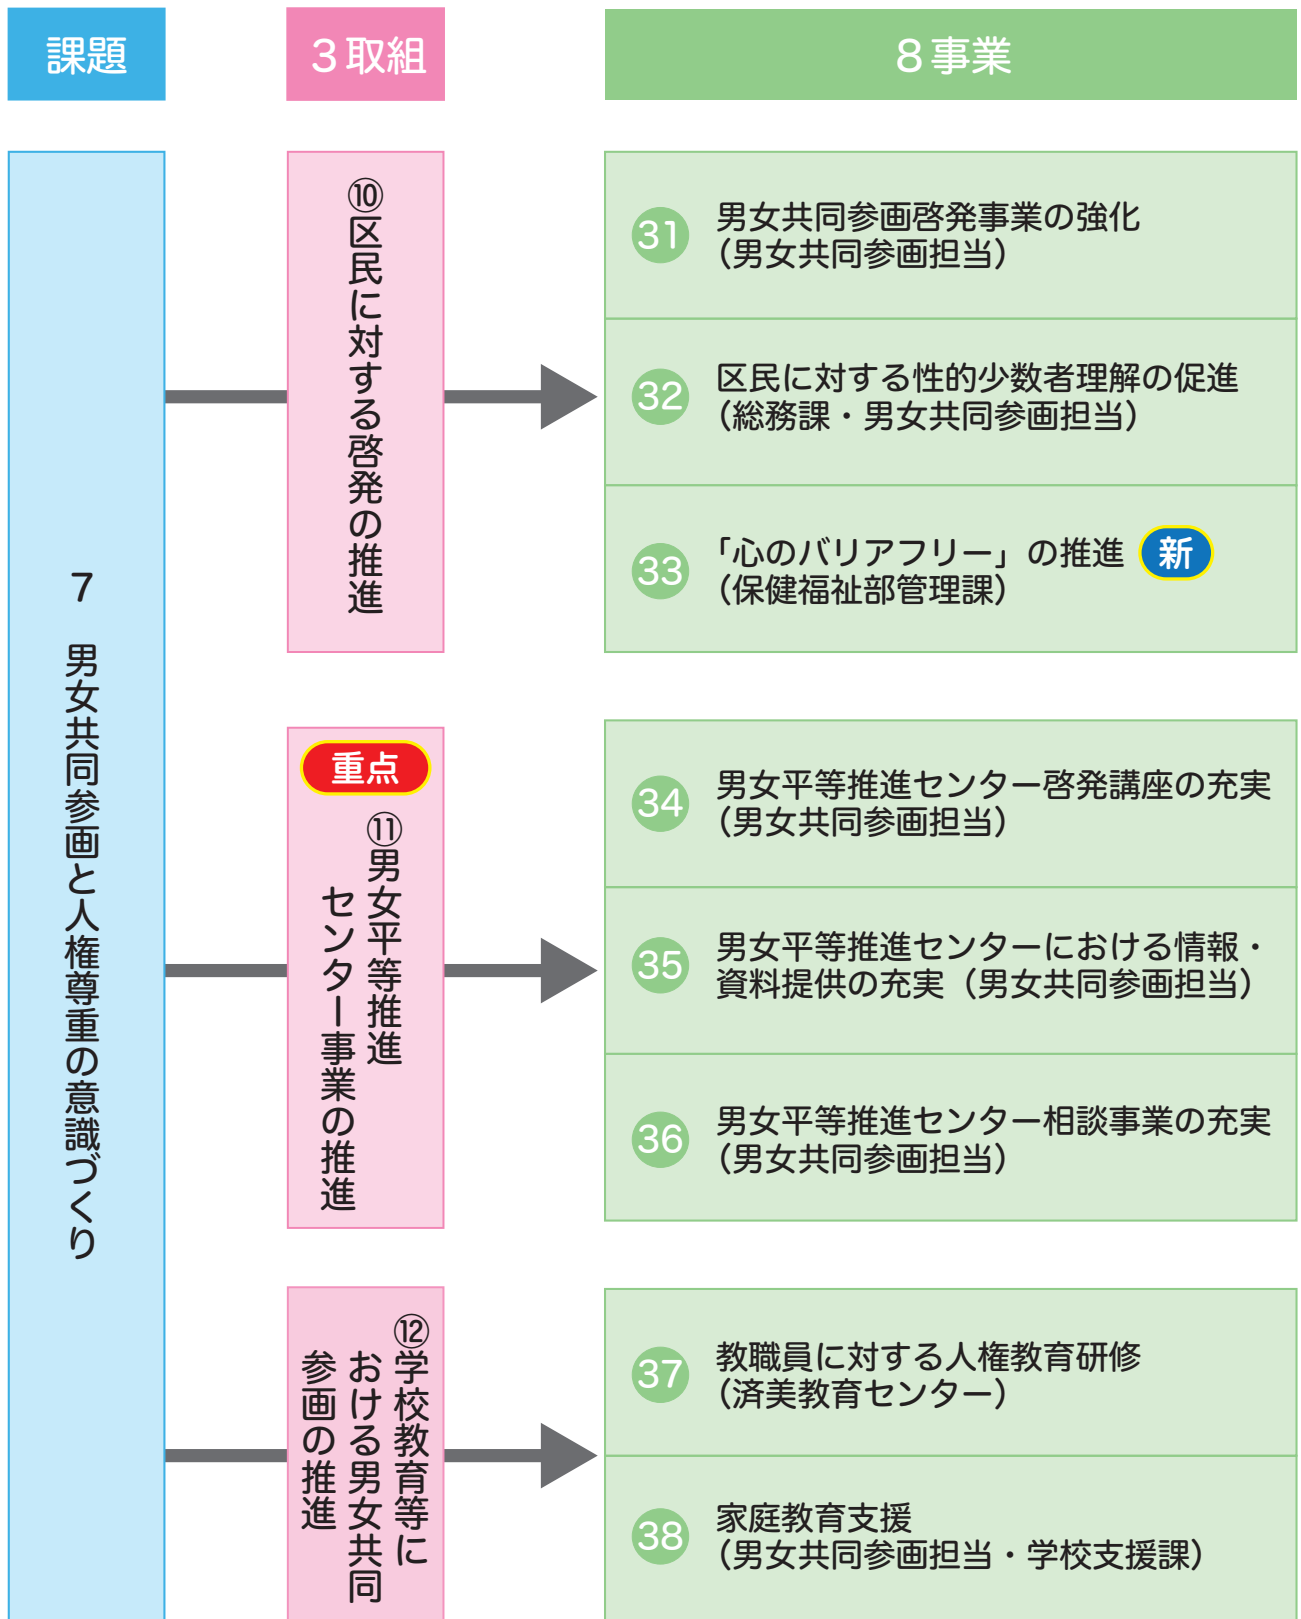 課題
3取組
8事業
7 男女共同参画と人権尊重の意識づくり
⑩区民に対する啓発の推進
31
男女共同参画啓発事業の強化
（男女共同参画担当）
32
区民に対する性的少数者理解の促進
（総務課・男女共同参画担当）
33
「心のバリアフリー」の推進 新
（保健福祉部管理課）
重点
⑪男女平等推進
センター事業の推進
34
男女平等推進センター啓発講座の充実
（男女共同参画担当）
35
男女平等推進センターにおける情報・
資料提供の充実（男女共同参画担当）
36
男女平等推進センター相談事業の充実
（男女共同参画担当）
⑫学校教育等に
おける男女共同
参画の推進
37
教職員に対する人権教育研修
（済美教育センター）
38
家庭教育支援
（男女共同参画担当・学校支援課）